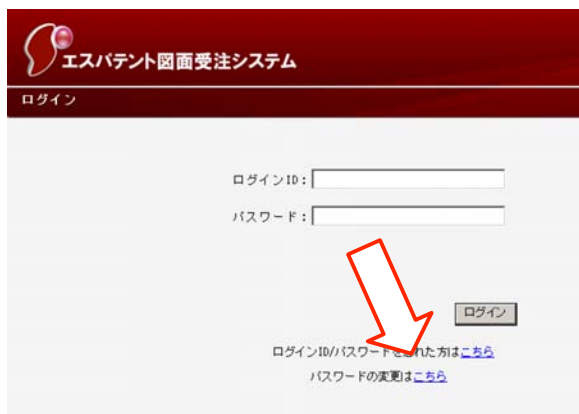 エスパテント図面受注システム
ログイン
ログインID：
パスワード：
ログイン
ログインID/パスワードをれた方はこちら
パスワードの変更はこちら